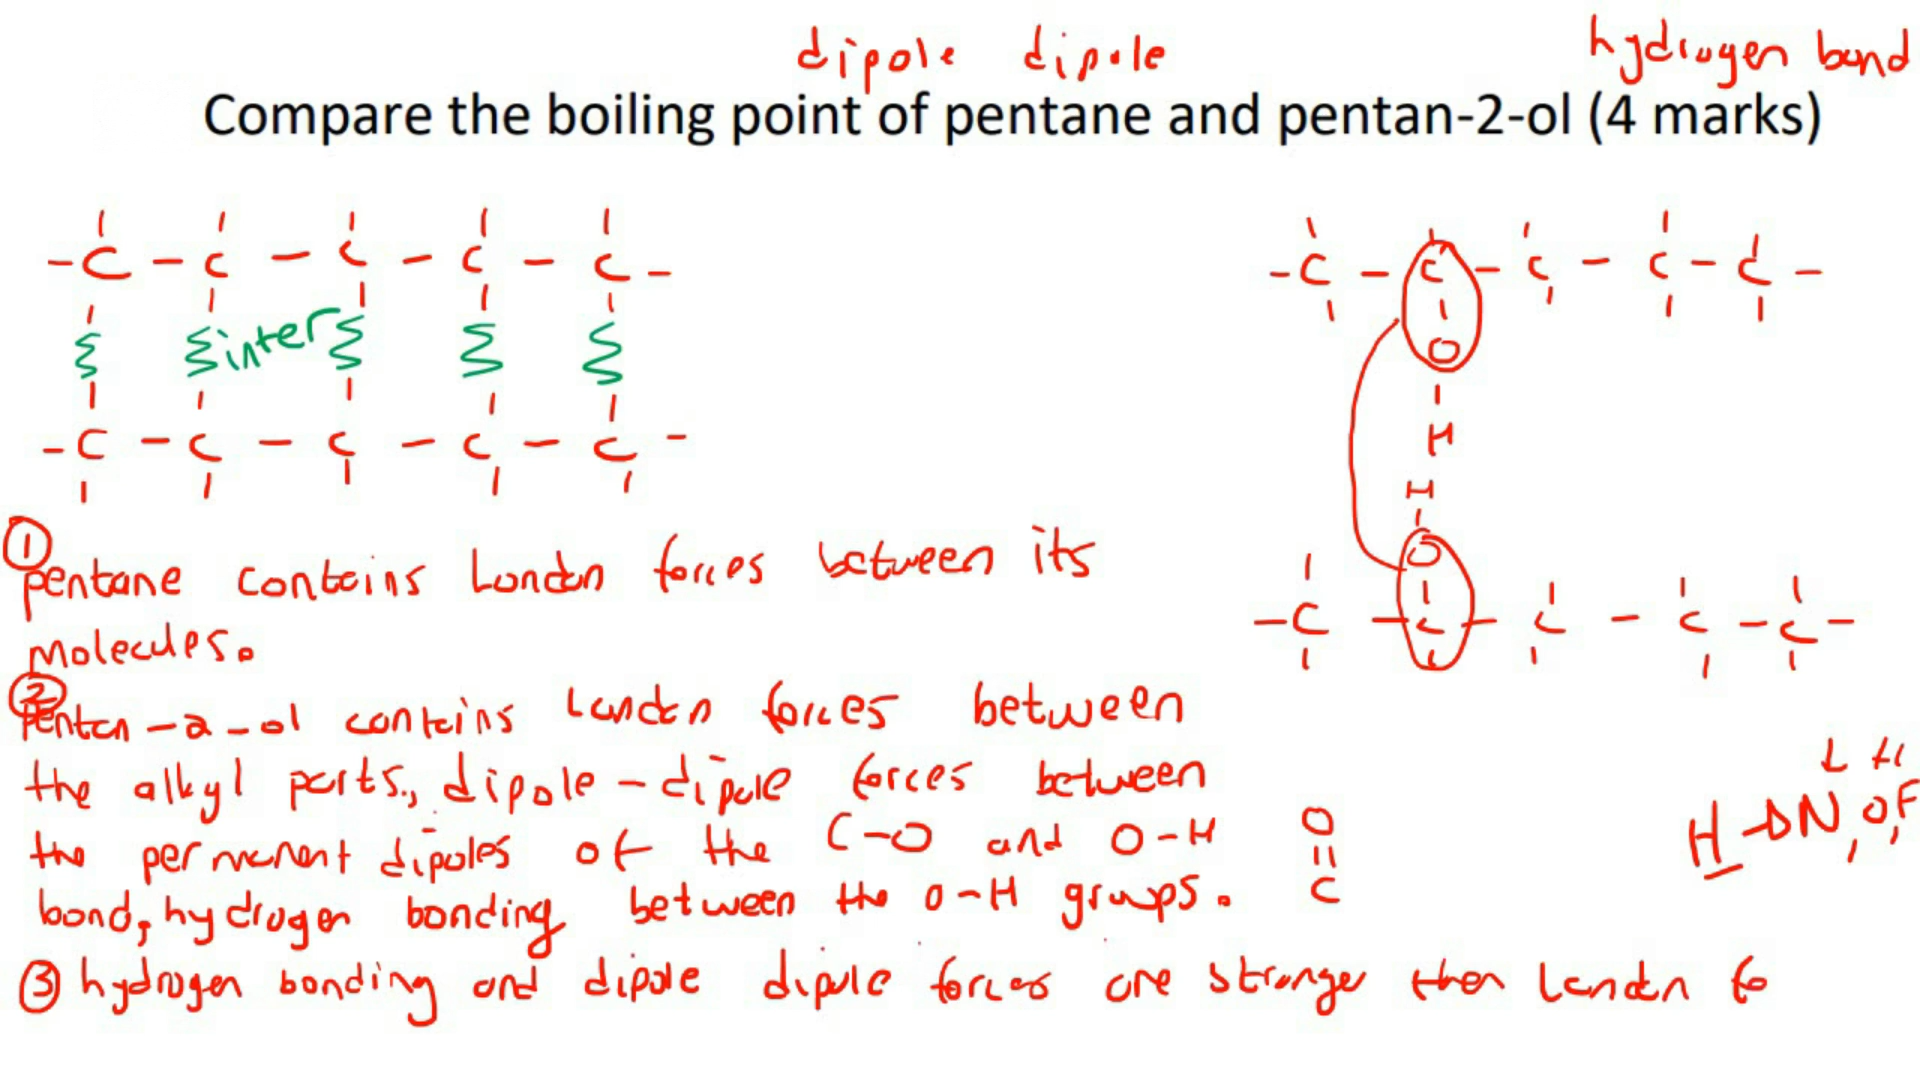 dipole dipole
hydrogen bond
Compare the boiling point of pentane and pentan-2-ol (4 marks)
- C - C - C - C - C -
inter
- C - C - C - C - C -
- C - C - C - C - C -
O
H
H
O
- C - C - C - C - C -
① pentane contains London forces between its
molecules.
② Pentan-2-ol contains London forces between
the alkyl parts, dipole-dipole forces between
the permanent dipoles of the C-O and O-H
bond, hydrogen bonding between the O-H groups.
③ hydrogen bonding and dipole dipole forces are stronger than London fo
O
=
C
H N, O, F